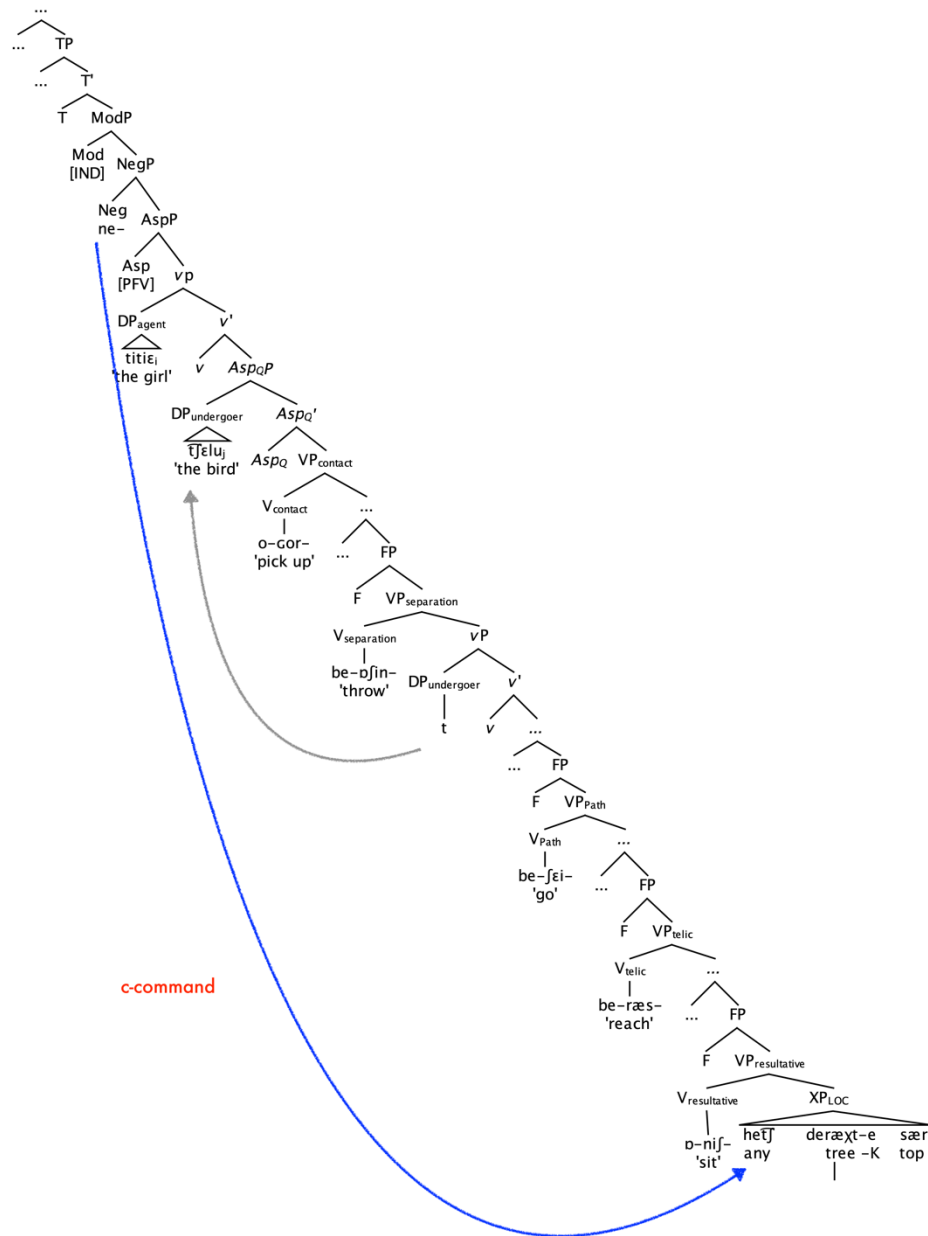 ...
... TP
... T'
T ModP
Mod NegP
[IND]
Neg AspP
ne-
Asp vp
[PFV]
DPagent v'
titiɛi
'the girl'
v AspQP
DPundergoer AspQ'
t͡ʃɛluj
'the bird'
AspQ VPcontact
Vcontact ...
o-ɢor-
'pick up'
... FP
F VPseparation
Vseparation vP
be-ɒʃin-
'throw'
DPundergoer v'
t v ...
... FP
F VPPath
VPath ...
be-ʃɛi-
'go'
... FP
F VPtelic
c-command
Vtelic ...
be-ræs-
'reach'
... FP
F VPresultative
Vresultative XPLOC
ɒ-niʃ- het͡ʃ deræχt-e sær
'sit' any tree -K top